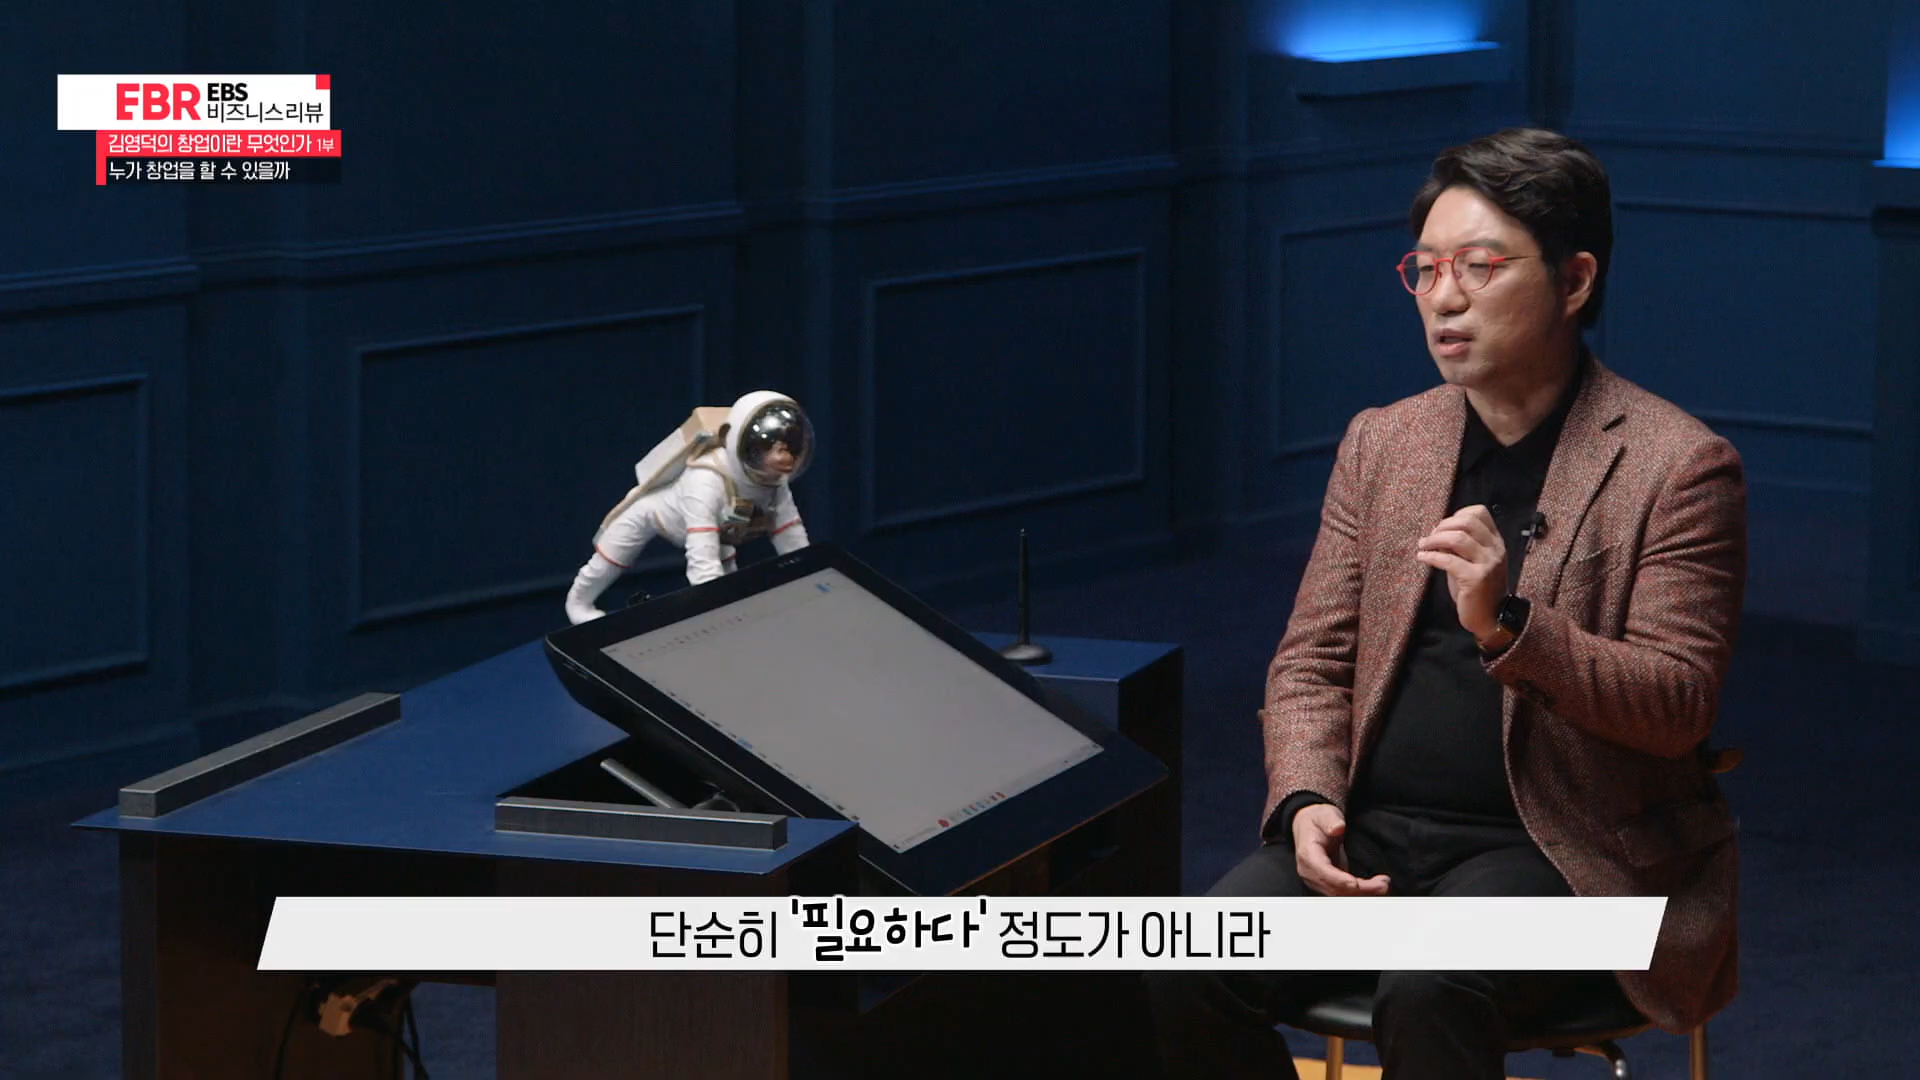 EBR EBS
비즈니스 리뷰
김영덕의 창업이란 무엇인가 1부
누가 창업을 할 수 있을까
단순히 '필요하다' 정도가 아니라